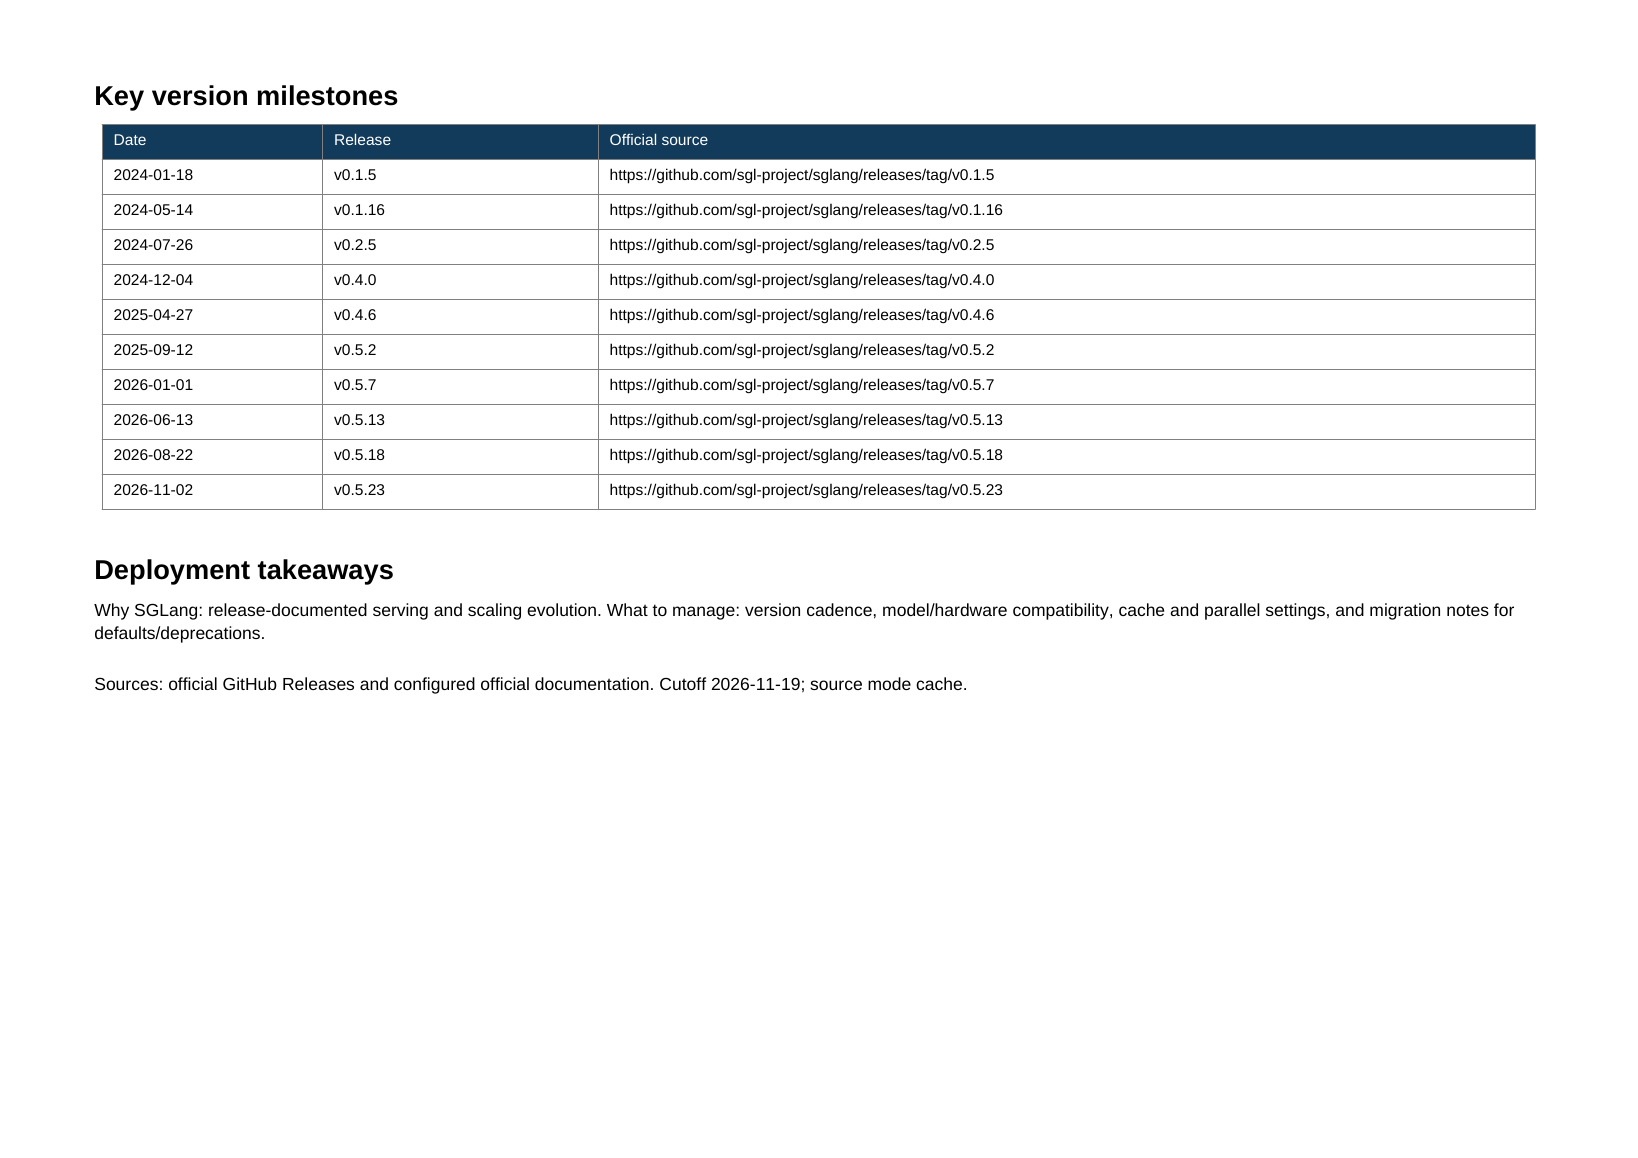 Key version milestones
Date Release Official source
2024-01-18 v0.1.5 https://github.com/sgl-project/sglang/releases/tag/v0.1.5
2024-05-14 v0.1.16 https://github.com/sgl-project/sglang/releases/tag/v0.1.16
2024-07-26 v0.2.5 https://github.com/sgl-project/sglang/releases/tag/v0.2.5
2024-12-04 v0.4.0 https://github.com/sgl-project/sglang/releases/tag/v0.4.0
2025-04-27 v0.4.6 https://github.com/sgl-project/sglang/releases/tag/v0.4.6
2025-09-12 v0.5.2 https://github.com/sgl-project/sglang/releases/tag/v0.5.2
2026-01-01 v0.5.7 https://github.com/sgl-project/sglang/releases/tag/v0.5.7
2026-06-13 v0.5.13 https://github.com/sgl-project/sglang/releases/tag/v0.5.13
2026-08-22 v0.5.18 https://github.com/sgl-project/sglang/releases/tag/v0.5.18
2026-11-02 v0.5.23 https://github.com/sgl-project/sglang/releases/tag/v0.5.23
Deployment takeaways
Why SGLang: release-documented serving and scaling evolution. What to manage: version cadence, model/hardware compatibility, cache and parallel settings, and migration notes for
defaults/deprecations.
Sources: official GitHub Releases and configured official documentation. Cutoff 2026-11-19; source mode cache.